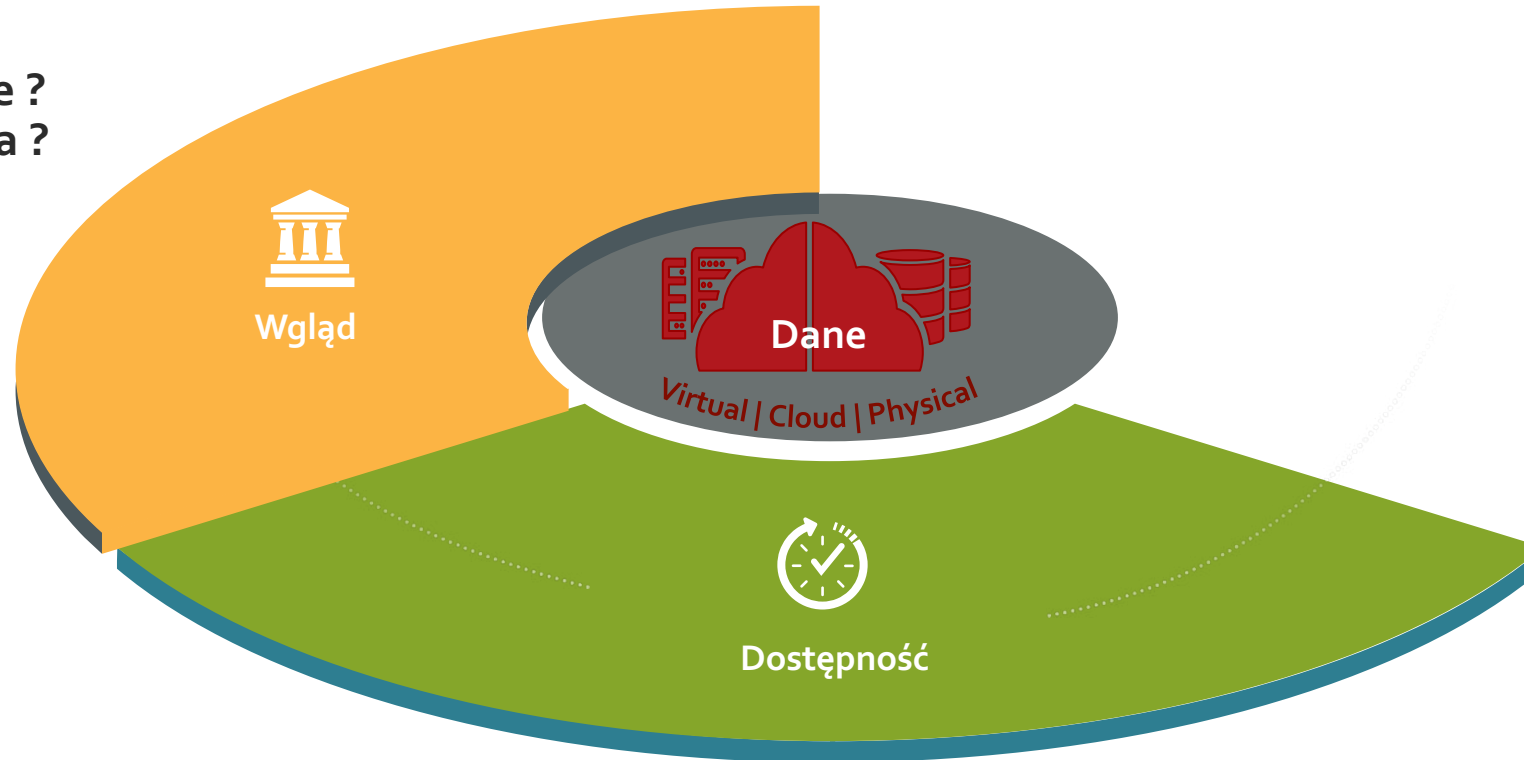 e ?
a ?
Wgląd
Dane
Virtual | Cloud | Physical
Dostępność